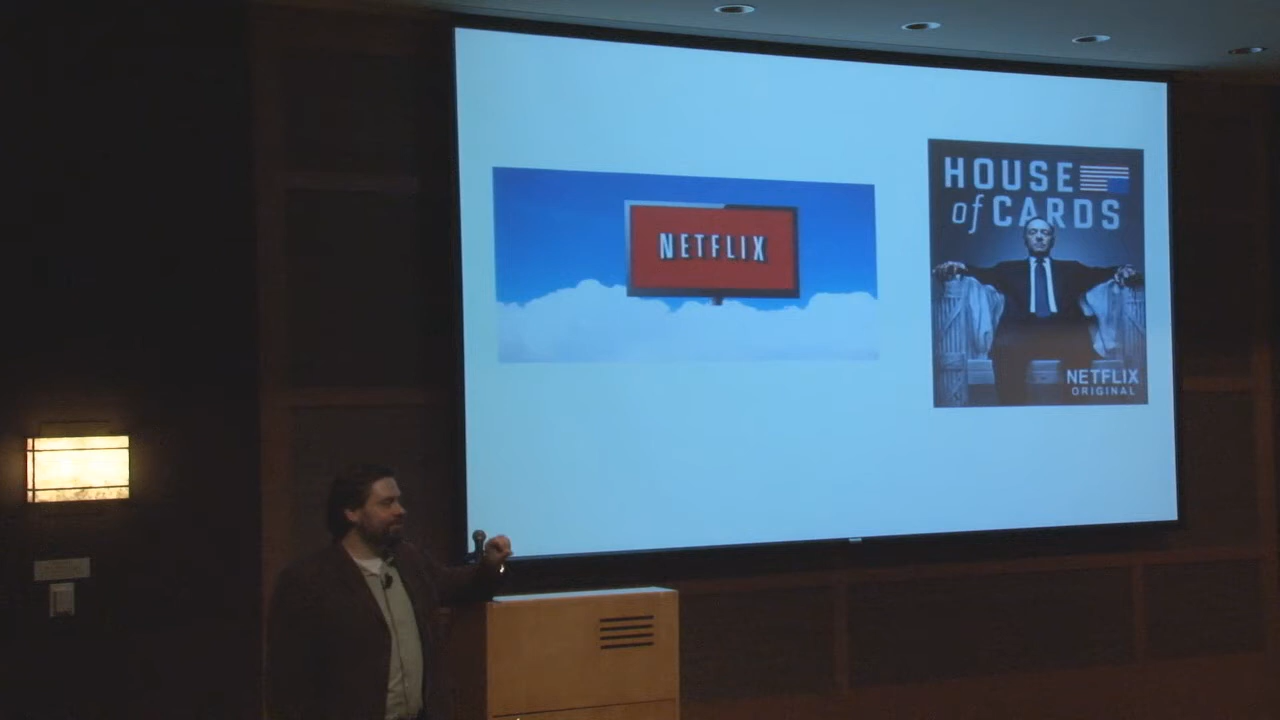 NETFLIX
HOUSE
of CARDS
NETFLIX
ORIGINAL